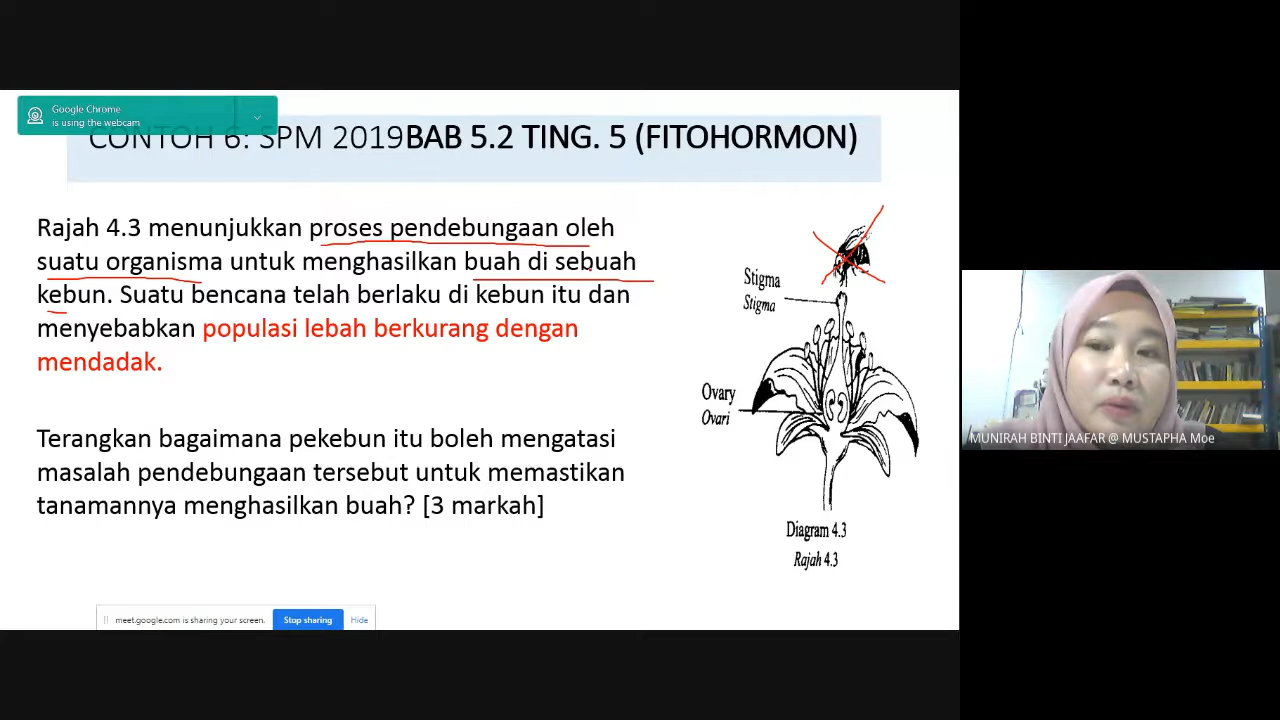 Google Chrome
is using the webcam
CONTOH 6: SPM 2019BAB 5.2 TING. 5 (FITOHORMON)
Rajah 4.3 menunjukkan proses pendebungaan oleh
suatu organisma untuk menghasilkan buah di sebuah
kebun. Suatu bencana telah berlaku di kebun itu dan
menyebabkan populasi lebah berkurang dengan
mendadak.
Terangkan bagaimana pekebun itu boleh mengatasi
masalah pendebungaan tersebut untuk memastikan
tanamannya menghasilkan buah? [3 markah]
Stigma
Stigma
Ovary
Ovari
Diagram 4.3
Rajah 4.3
meet.google.com is sharing your screen.
Stop sharing
Hide
MUNIRAH BINTI JAAFAR @ MUSTAPHA Moe